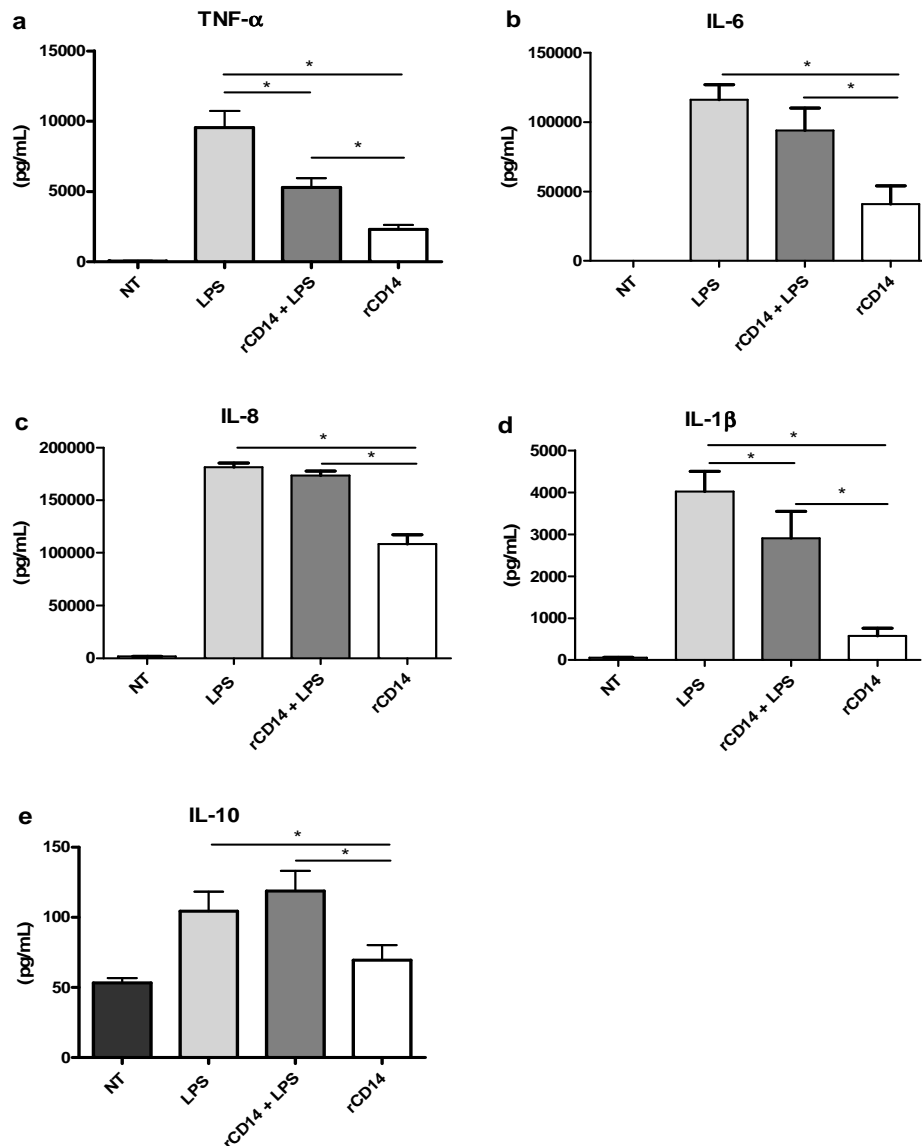 a
TNF-α
(pg/mL)
15000
10000
5000
0
*
*
*
NT
LPS
rCD14 + LPS
rCD14
b
IL-6
(pg/mL)
150000
100000
50000
0
*
*
NT
LPS
rCD14 + LPS
rCD14
c
IL-8
(pg/mL)
200000
150000
100000
50000
0
*
*
NT
LPS
rCD14 + LPS
rCD14
d
IL-1β
(pg/mL)
5000
4000
3000
2000
1000
0
*
*
*
NT
LPS
rCD14 + LPS
rCD14
e
IL-10
(pg/mL)
150
100
50
0
*
*
NT
LPS
rCD14 + LPS
rCD14